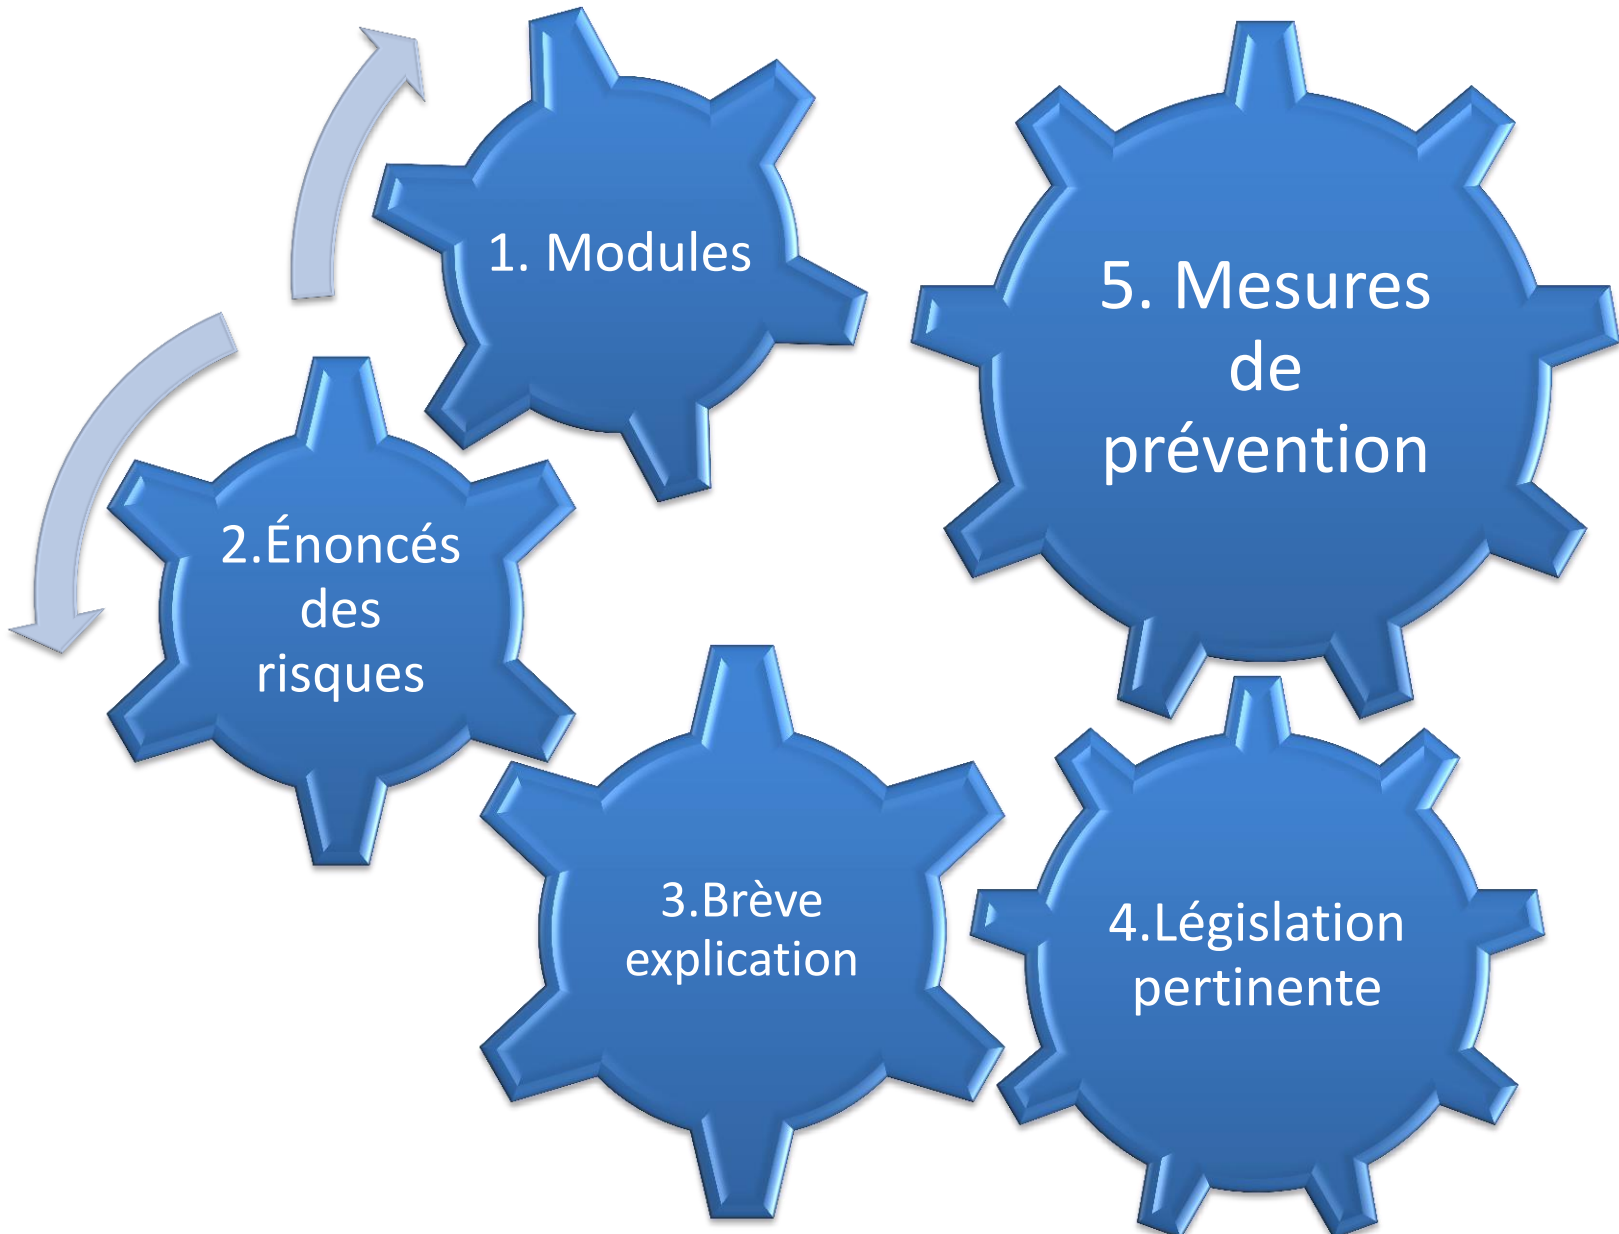 1. Modules
2.Énoncés
des
risques
3.Brève
explication
4.Législation
pertinente
5. Mesures
de
prévention